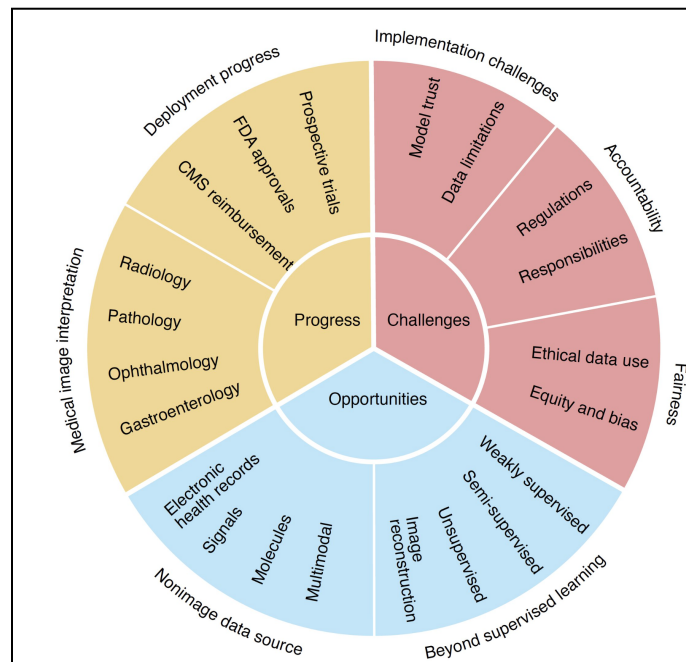 Deployment progress
Prospective trials
FDA approvals
CMS reimbursement
Medical image interpretation
Radiology
Pathology
Ophthalmology
Gastroenterology
Progress
Implementation challenges
Model trust
Data limitations
Accountability
Regulations
Responsibilities
Fairness
Ethical data use
Equity and bias
Challenges
Opportunities
Nonimage data source
Electronic
health records
Signals
Molecules
Multimodal
Beyond supervised learning
Image
reconstruction
Unsupervised
Semi-supervised
Weakly supervised